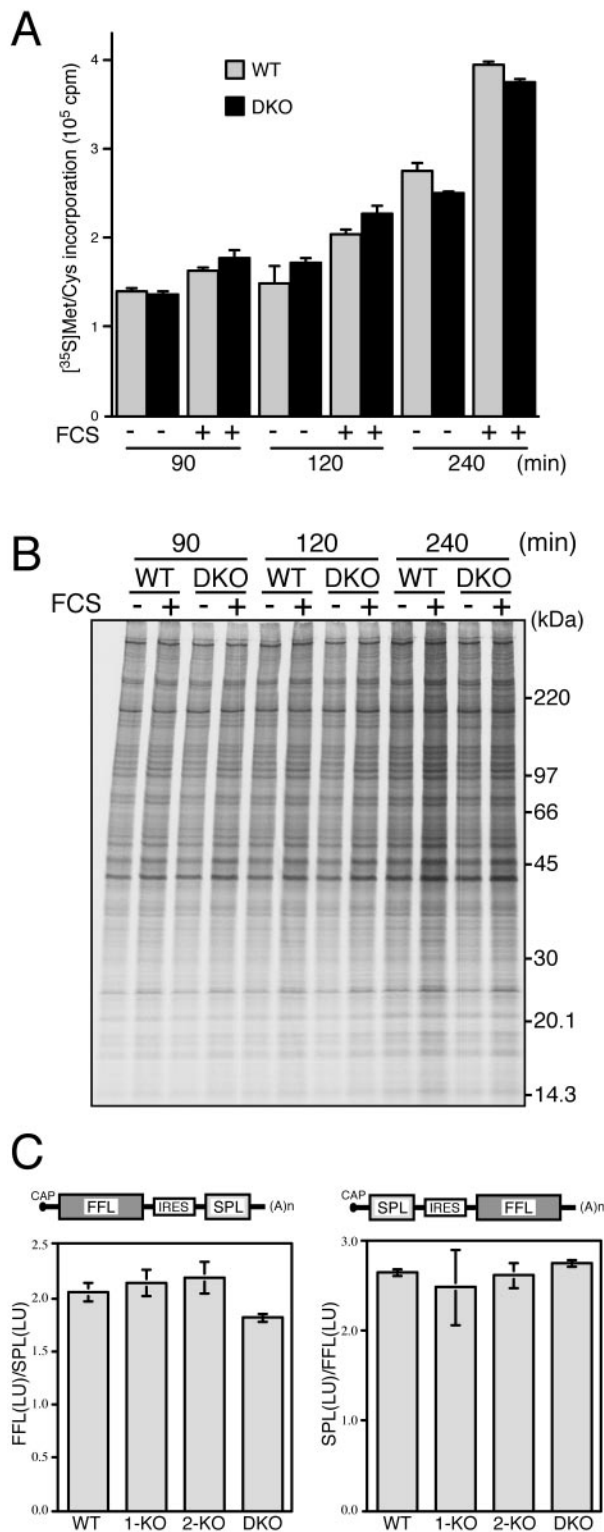 A
[³⁵S]Met/Cys incorporation (10⁵ cpm)
4
3
2
1
0
WT
DKO
FCS - - + + - - + + - - + +
90 120 240 (min)
B
90 120 240 (min)
WT DKO WT DKO WT DKO
FCS - + - + - + - + - + - + (kDa)
220
97
66
45
30
20.1
14.3
C
CAP FFL IRES SPL (A)n
FFL(LU)/SPL(LU)
2.5
2.0
1.5
1.0
0.5
0.0
WT 1-KO 2-KO DKO
CAP SPL IRES FFL (A)n
SPL(LU)/FFL(LU)
3.0
2.0
1.0
0.0
WT 1-KO 2-KO DKO